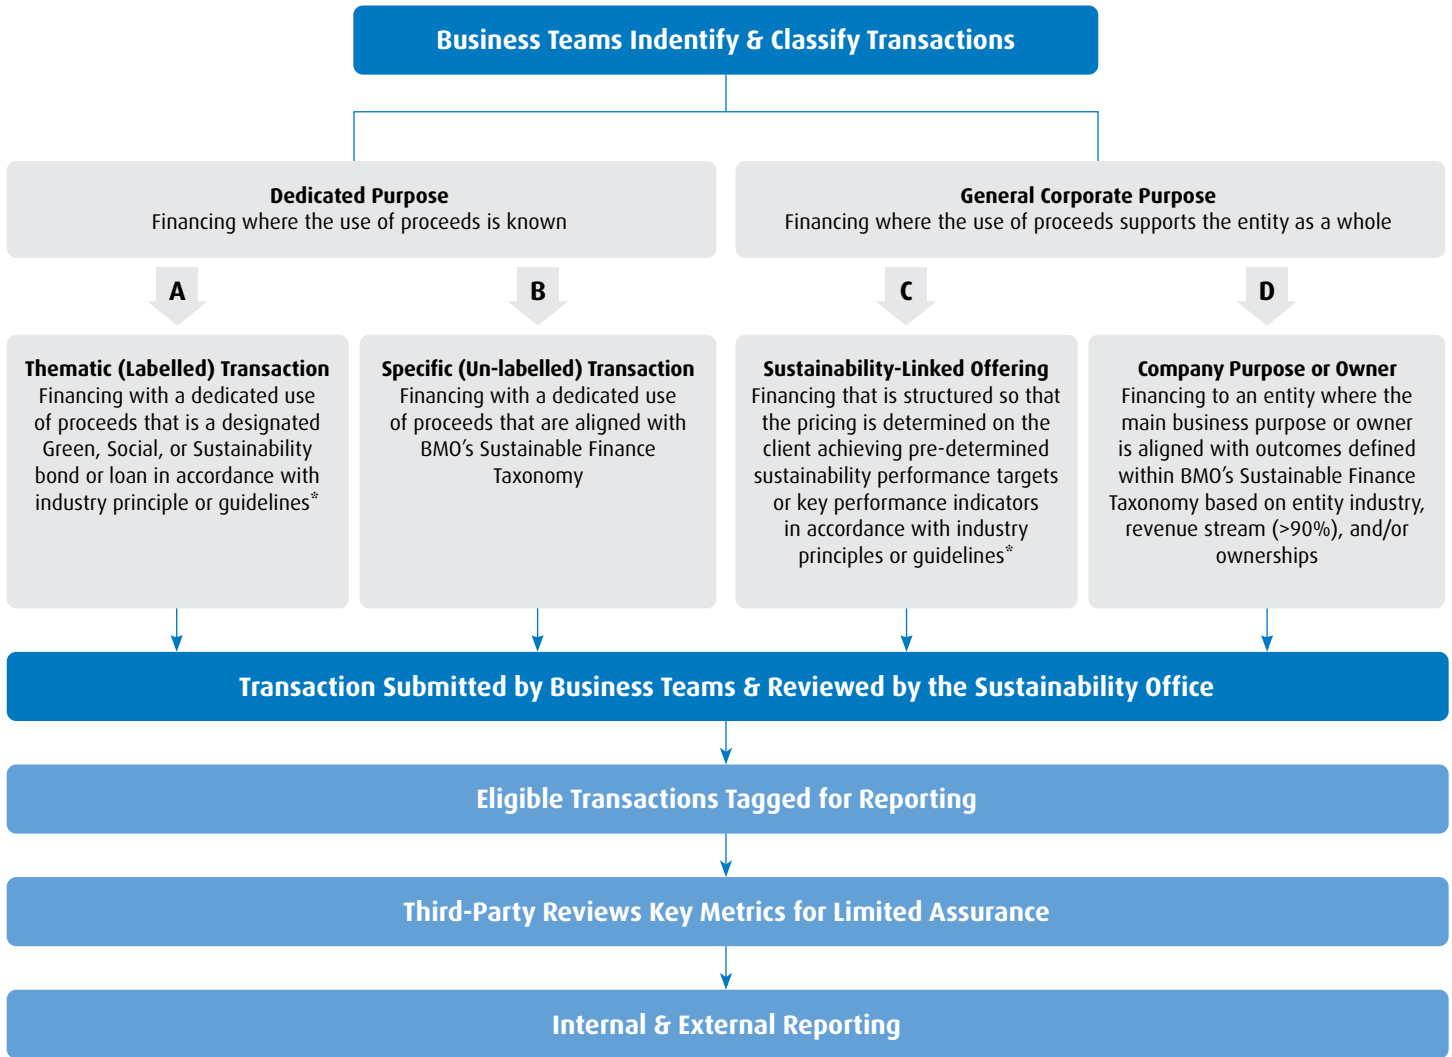 Business Teams Indentify & Classify Transactions
Dedicated Purpose
Financing where the use of proceeds is known
General Corporate Purpose
Financing where the use of proceeds supports the entity as a whole
A
B
C
D
Thematic (Labelled) Transaction
Financing with a dedicated use
of proceeds that is a designated
Green, Social, or Sustainability
bond or loan in accordance with
industry principle or guidelines*
Specific (Un-labelled) Transaction
Financing with a dedicated use
of proceeds that are aligned with
BMO's Sustainable Finance
Taxonomy
Sustainability-Linked Offering
Financing that is structured so that
the pricing is determined on the
client achieving pre-determined
sustainability performance targets
or key performance indicators
in accordance with industry
principles or guidelines*
Company Purpose or Owner
Financing to an entity where the
main business purpose or owner
is aligned with outcomes defined
within BMO's Sustainable Finance
Taxonomy based on entity industry,
revenue stream (>90%), and/or
ownerships
Transaction Submitted by Business Teams & Reviewed by the Sustainability Office
Eligible Transactions Tagged for Reporting
Third-Party Reviews Key Metrics for Limited Assurance
Internal & External Reporting